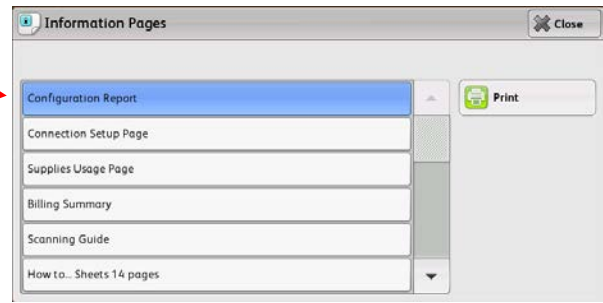 Information Pages
Close
Configuration Report
Print
Connection Setup Page
Supplies Usage Page
Billing Summary
Scanning Guide
How to... Sheets 14 pages